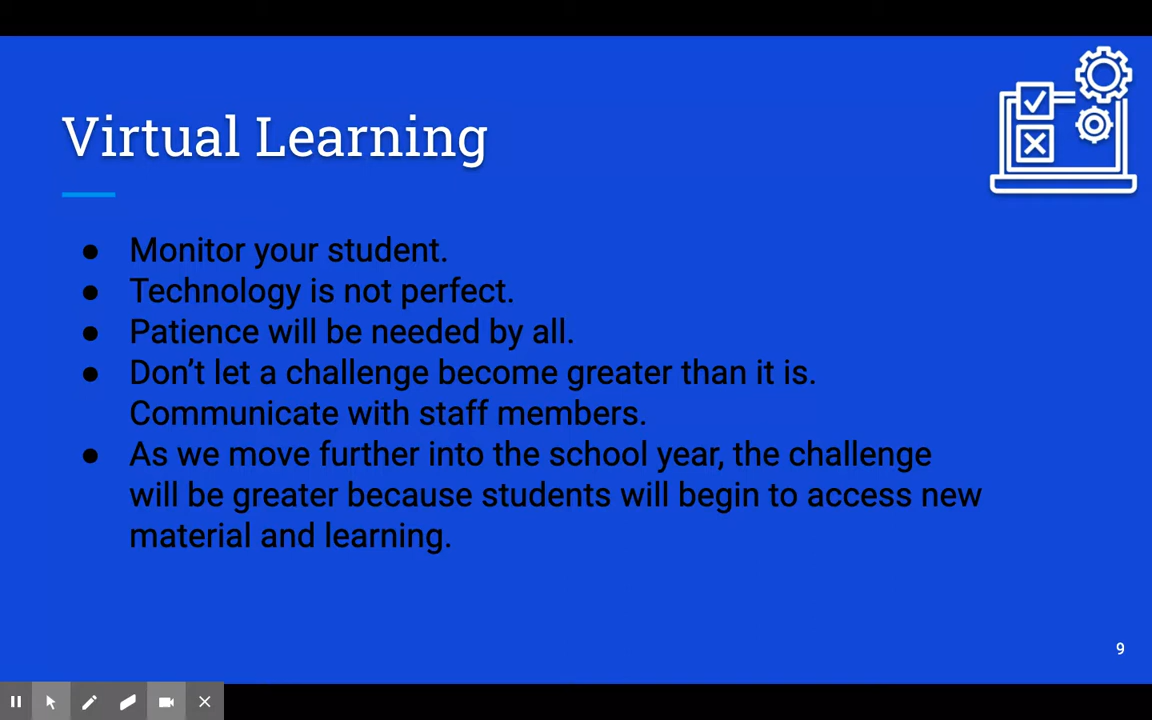 Virtual Learning
● Monitor your student.
● Technology is not perfect.
● Patience will be needed by all.
● Don’t let a challenge become greater than it is.
Communicate with staff members.
● As we move further into the school year, the challenge
will be greater because students will begin to access new
material and learning.
9